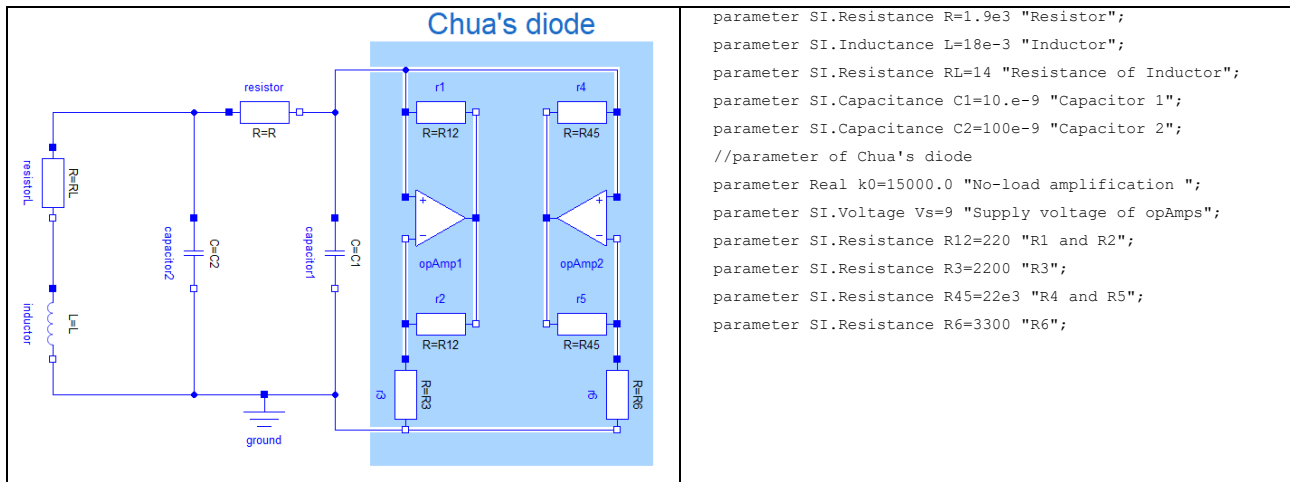 Chua's diode
resistor
R=R
r1
R=R12
r4
R=R45
resistorL
R=RL
capacitor2
C=C2
capacitor1
C=C1
+
−
opAmp1
+
−
opAmp2
r2
R=R12
r5
R=R45
inductor
L=L
r3
R=R3
r6
R=R6
ground
parameter SI.Resistance R=1.9e3 "Resistor";
parameter SI.Inductance L=18e-3 "Inductor";
parameter SI.Resistance RL=14 "Resistance of Inductor";
parameter SI.Capacitance C1=10.e-9 "Capacitor 1";
parameter SI.Capacitance C2=100e-9 "Capacitor 2";
//parameter of Chua's diode
parameter Real k0=15000.0 "No-load amplification ";
parameter SI.Voltage Vs=9 "Supply voltage of opAmps";
parameter SI.Resistance R12=220 "R1 and R2";
parameter SI.Resistance R3=2200 "R3";
parameter SI.Resistance R45=22e3 "R4 and R5";
parameter SI.Resistance R6=3300 "R6";